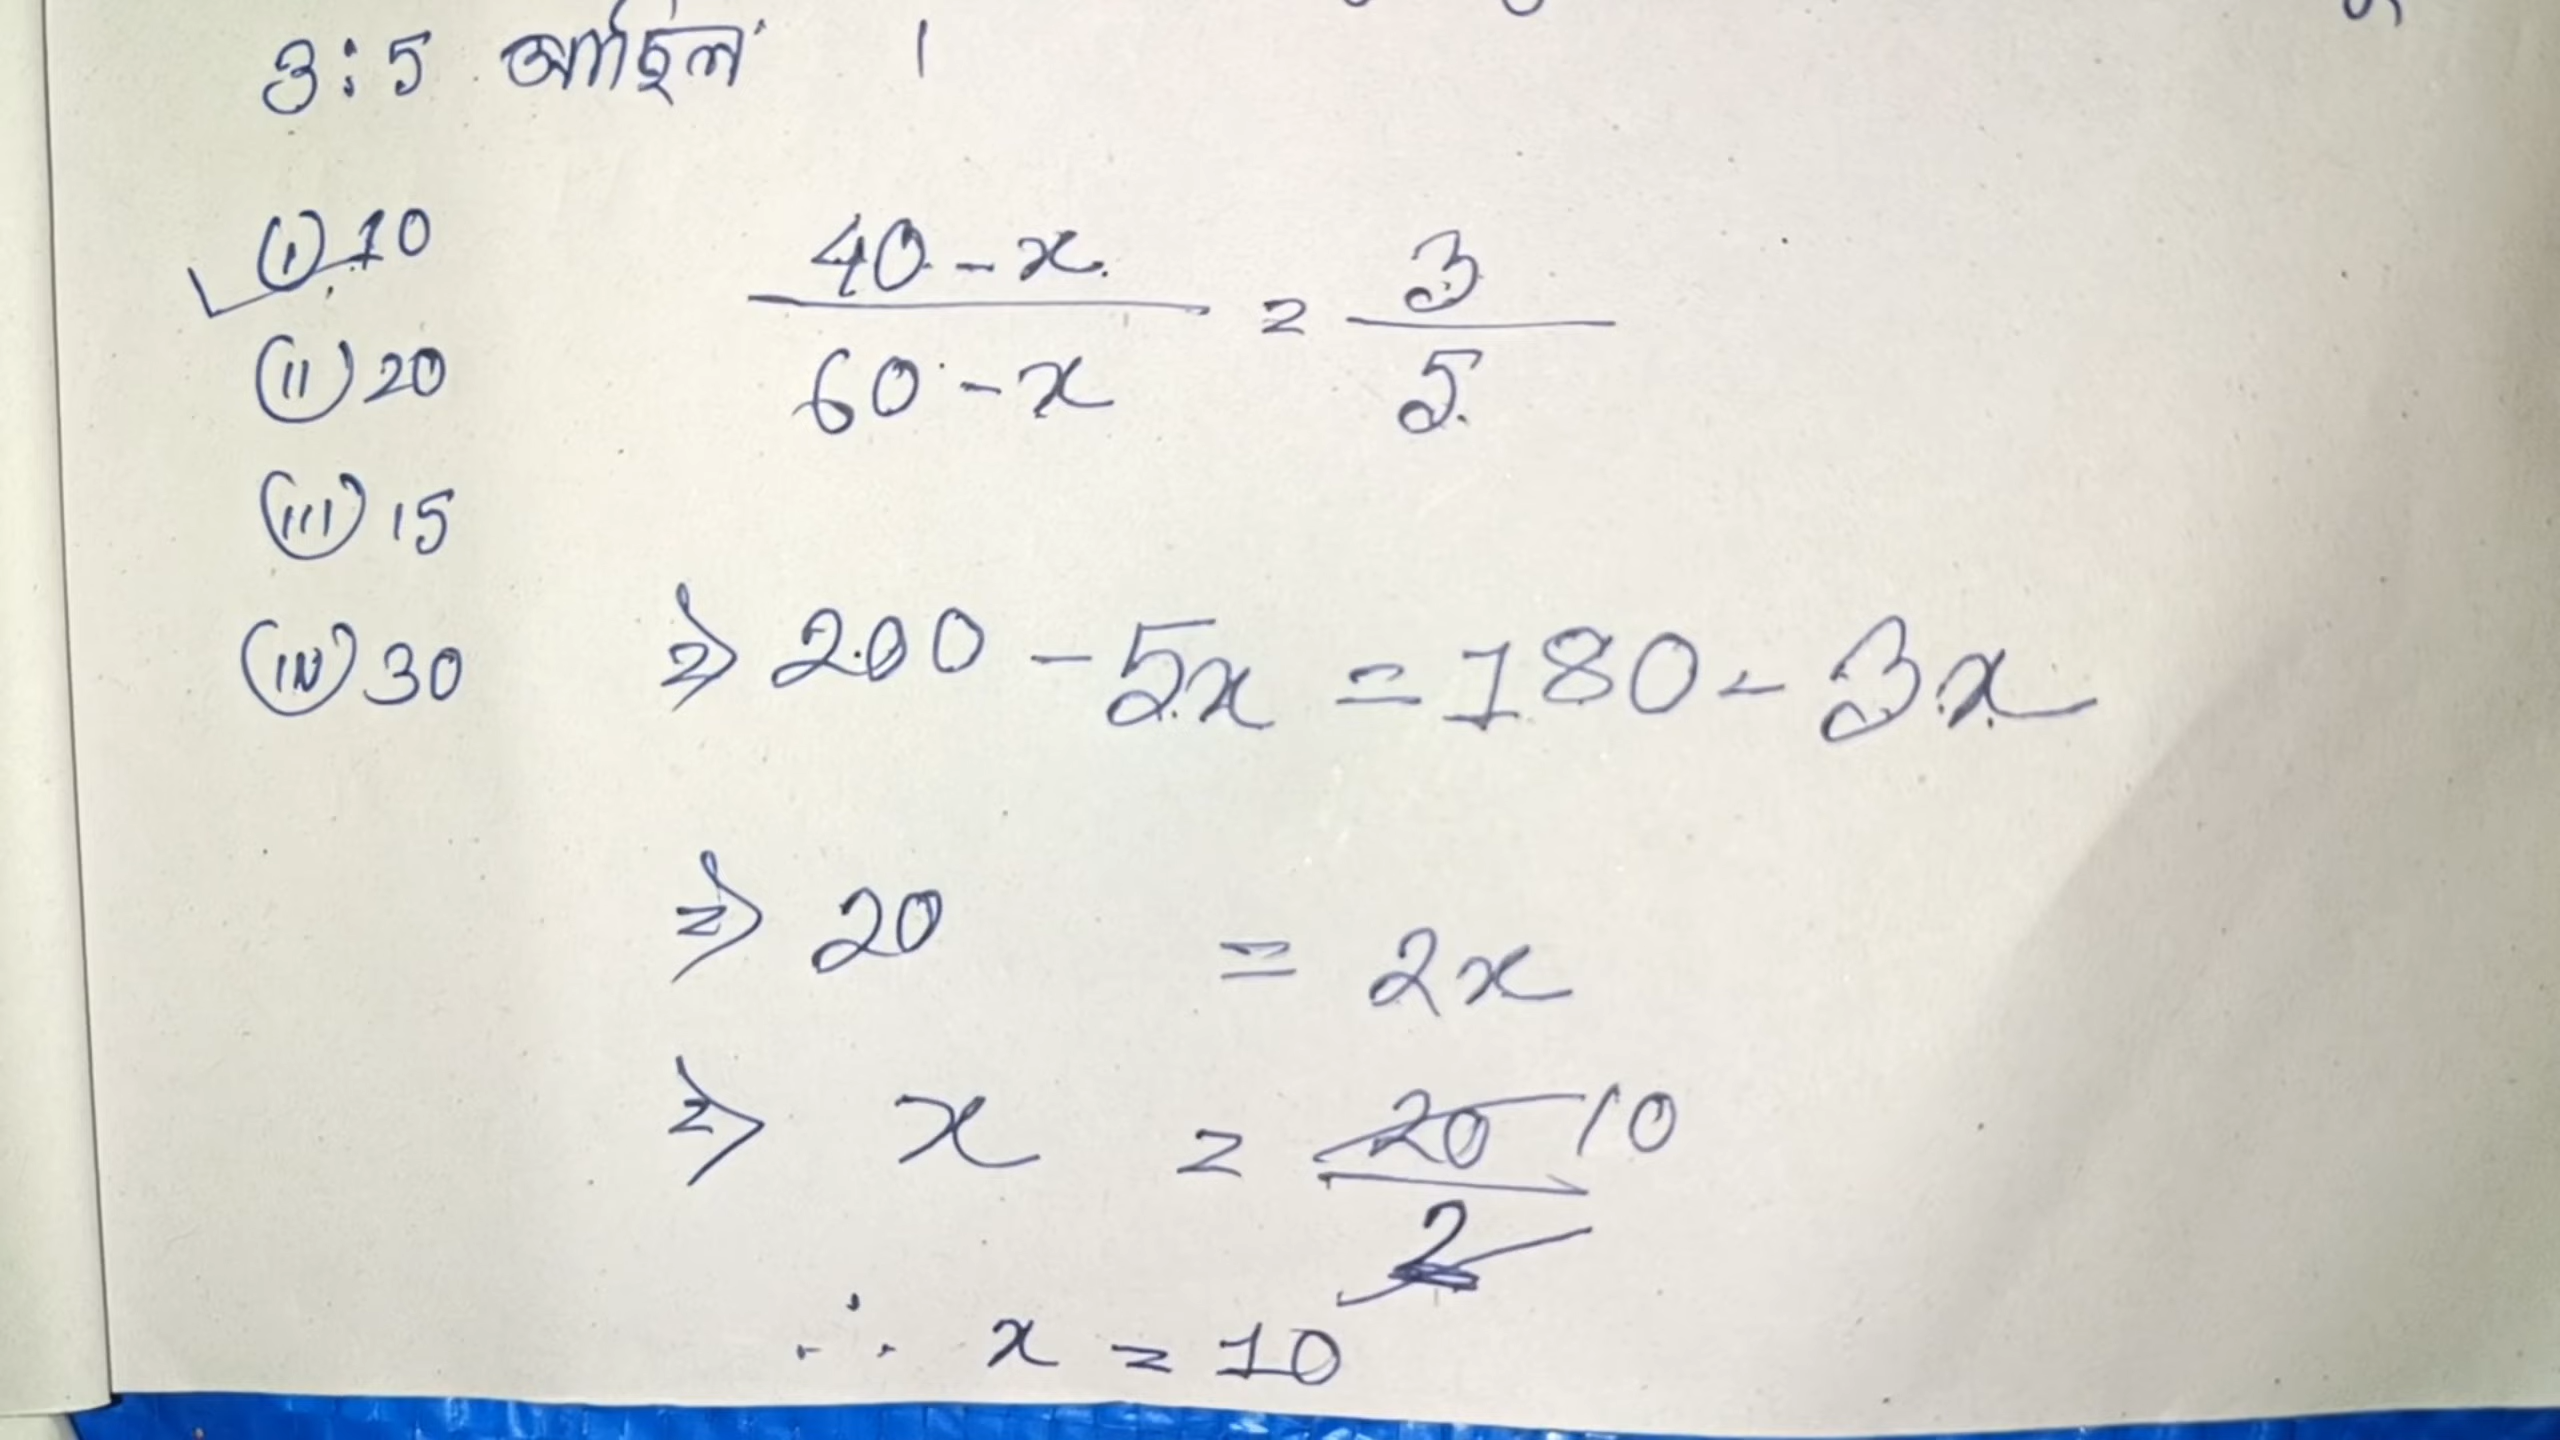 3:5 আছিল ।
(i) 10
(ii) 20
(iii) 15
(iv) 30
40 - x / 60 - x = 3 / 5
⇒ 200 - 5x = 180 - 3x
⇒ 20 = 2x
⇒ x = 20 / 2 10
∴ x = 10